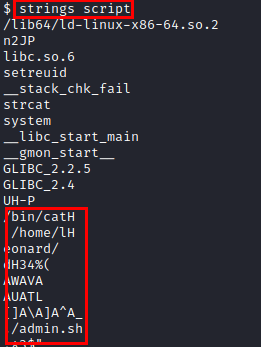 $ strings script
/lib64/ld-linux-x86-64.so.2
n2JP
libc.so.6
setreuid
__stack_chk_fail
strcat
system
__libc_start_main
__gmon_start__
GLIBC_2.2.5
GLIBC_2.4
UH-P
/bin/catH
/home/lH
eonard/
dH34%(
AWAVA
AUATL
[]A\A]A^A_
/admin.sh